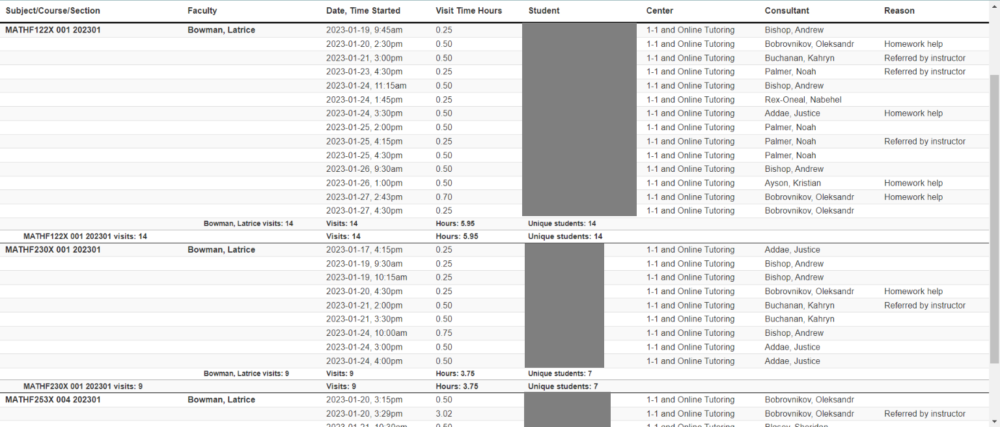 Subject/Course/Section Faculty Date, Time Started Visit Time Hours Student Center Consultant Reason
MATHF122X 001 202301 Bowman, Latrice 2023-01-19, 9:45am 0.25 1-1 and Online Tutoring Bishop, Andrew
2023-01-20, 2:30pm 0.50 1-1 and Online Tutoring Bobrovnikov, Oleksandr Homework help
2023-01-21, 3:00pm 0.50 1-1 and Online Tutoring Buchanan, Kahryn Referred by instructor
2023-01-23, 4:30pm 0.25 1-1 and Online Tutoring Palmer, Noah Referred by instructor
2023-01-24, 11:15am 0.50 1-1 and Online Tutoring Bishop, Andrew
2023-01-24, 1:45pm 0.25 1-1 and Online Tutoring Rex-Oneal, Nabehel
2023-01-24, 3:30pm 0.50 1-1 and Online Tutoring Addae, Justice Homework help
2023-01-25, 2:00pm 0.50 1-1 and Online Tutoring Palmer, Noah
2023-01-25, 4:15pm 0.25 1-1 and Online Tutoring Palmer, Noah Referred by instructor
2023-01-25, 4:30pm 0.50 1-1 and Online Tutoring Palmer, Noah
2023-01-26, 9:30am 0.50 1-1 and Online Tutoring Bishop, Andrew
2023-01-26, 1:00pm 0.50 1-1 and Online Tutoring Ayson, Kristian Homework help
2023-01-27, 2:43pm 0.70 1-1 and Online Tutoring Bobrovnikov, Oleksandr Homework help
2023-01-27, 4:30pm 0.25 1-1 and Online Tutoring Bobrovnikov, Oleksandr
Bowman, Latrice visits: 14 Visits: 14 Hours: 5.95 Unique students: 14
MATHF122X 001 202301 visits: 14 Visits: 14 Hours: 5.95 Unique students: 14
MATHF230X 001 202301 Bowman, Latrice 2023-01-17, 4:15pm 0.25 1-1 and Online Tutoring Addae, Justice
2023-01-19, 9:30am 0.25 1-1 and Online Tutoring Bishop, Andrew
2023-01-19, 10:15am 0.25 1-1 and Online Tutoring Bishop, Andrew
2023-01-20, 4:30pm 0.25 1-1 and Online Tutoring Bobrovnikov, Oleksandr Homework help
2023-01-21, 2:00pm 0.50 1-1 and Online Tutoring Buchanan, Kahryn Referred by instructor
2023-01-21, 3:30pm 0.50 1-1 and Online Tutoring Buchanan, Kahryn
2023-01-24, 10:00am 0.75 1-1 and Online Tutoring Bishop, Andrew
2023-01-24, 3:00pm 0.50 1-1 and Online Tutoring Addae, Justice
2023-01-24, 4:00pm 0.50 1-1 and Online Tutoring Addae, Justice
Bowman, Latrice visits: 9 Visits: 9 Hours: 3.75 Unique students: 7
MATHF230X 001 202301 visits: 9 Visits: 9 Hours: 3.75 Unique students: 7
MATHF253X 004 202301 Bowman, Latrice 2023-01-20, 3:15pm 0.50 1-1 and Online Tutoring Bobrovnikov, Oleksandr
2023-01-20, 3:29pm 3.02 1-1 and Online Tutoring Bobrovnikov, Oleksandr Referred by instructor
2023-01-21, 10:30am 0.50 1-1 and Online Tutoring